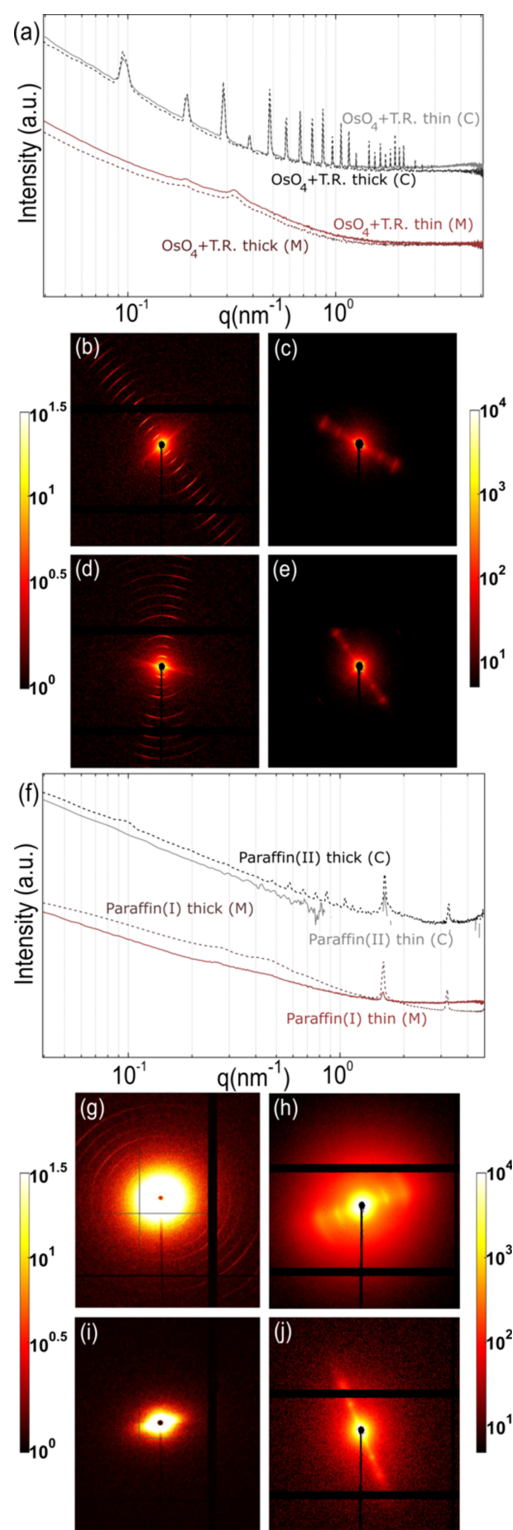 (a)
Intensity (a.u.)
OsO4+T.R. thin (C)
OsO4+T.R. thick (C)
OsO4+T.R. thin (M)
OsO4+T.R. thick (M)
10-1 100
q(nm-1)
(b) (c)
101.5
101
100.5
100
104
103
102
101
(d) (e)
(f)
Intensity (a.u.)
Paraffin(II) thick (C)
Paraffin(I) thick (M)
Paraffin(II) thin (C)
Paraffin(I) thin (M)
10-1 100
q(nm-1)
(g) (h)
101.5
101
100.5
100
104
103
102
101
(i) (j)